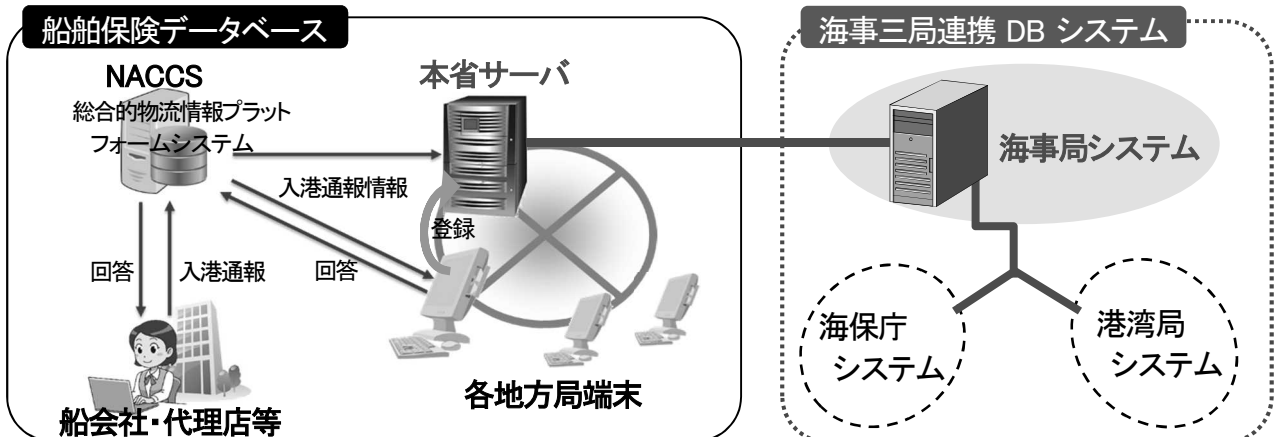 船舶保険データベース
NACCS
総合的物流情報プラット
フォームシステム
本省サーバ
入港通報情報
登録
回答
入港通報
回答
船会社・代理店等
各地方局端末
海事三局連携 DB システム
海事局システム
海保庁
システム
港湾局
システム